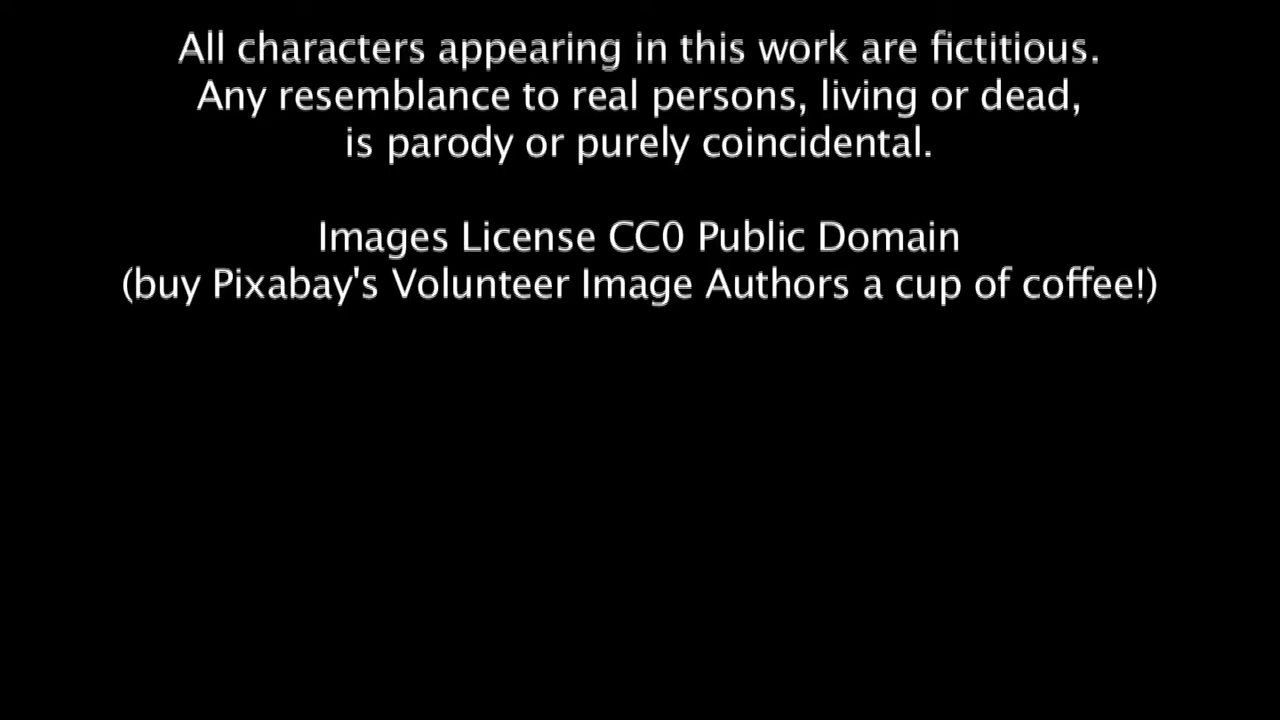 All characters appearing in this work are fictitious.
Any resemblance to real persons, living or dead,
is parody or purely coincidental.
Images License CC0 Public Domain
(buy Pixabay's Volunteer Image Authors a cup of coffee!)